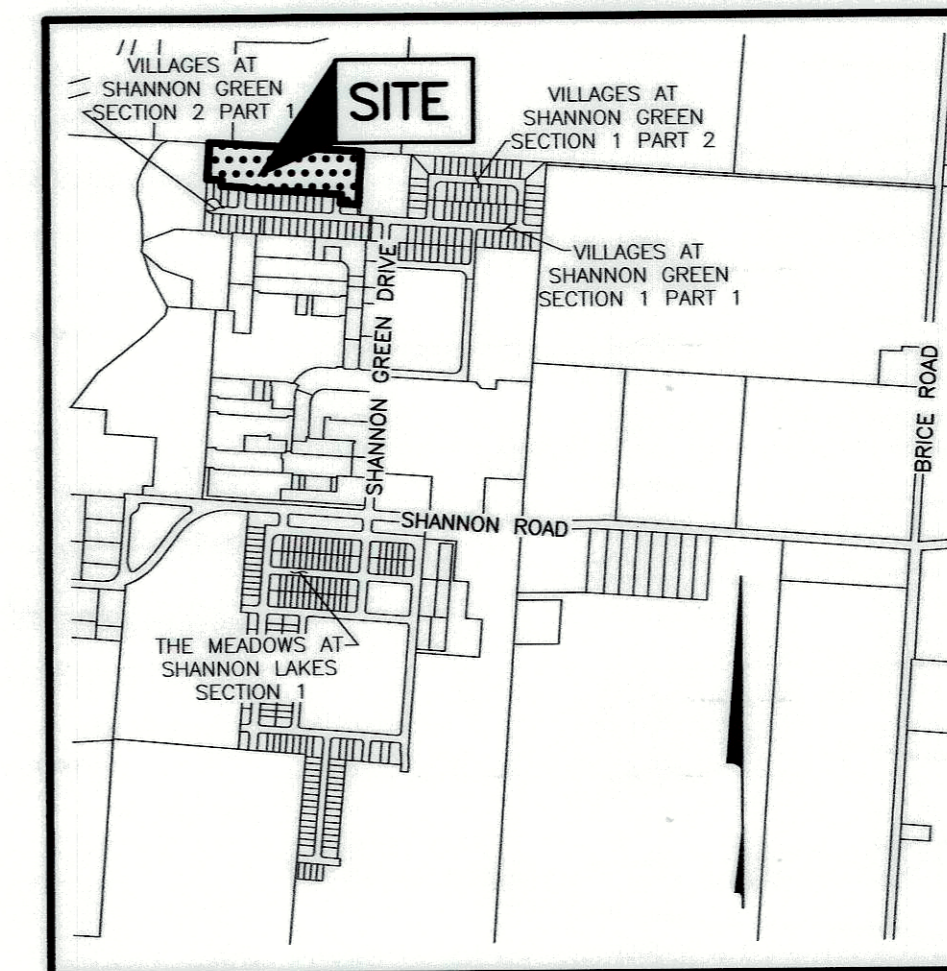 VILLAGES AT
SHANNON GREEN
SECTION 2 PART 1
SITE
VILLAGES AT
SHANNON GREEN
SECTION 1 PART 2
VILLAGES AT
SHANNON GREEN
SECTION 1 PART 1
SHANNON GREEN DRIVE
BRICE ROAD
SHANNON ROAD
THE MEADOWS AT
SHANNON LAKES
SECTION 1